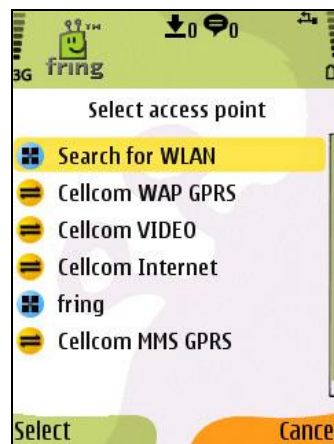 TM
0 0
3G fring
Select access point
Search for WLAN
Cellcom WAP GPRS
Cellcom VIDEO
Cellcom Internet
fring
Cellcom MMS GPRS
Select Cance